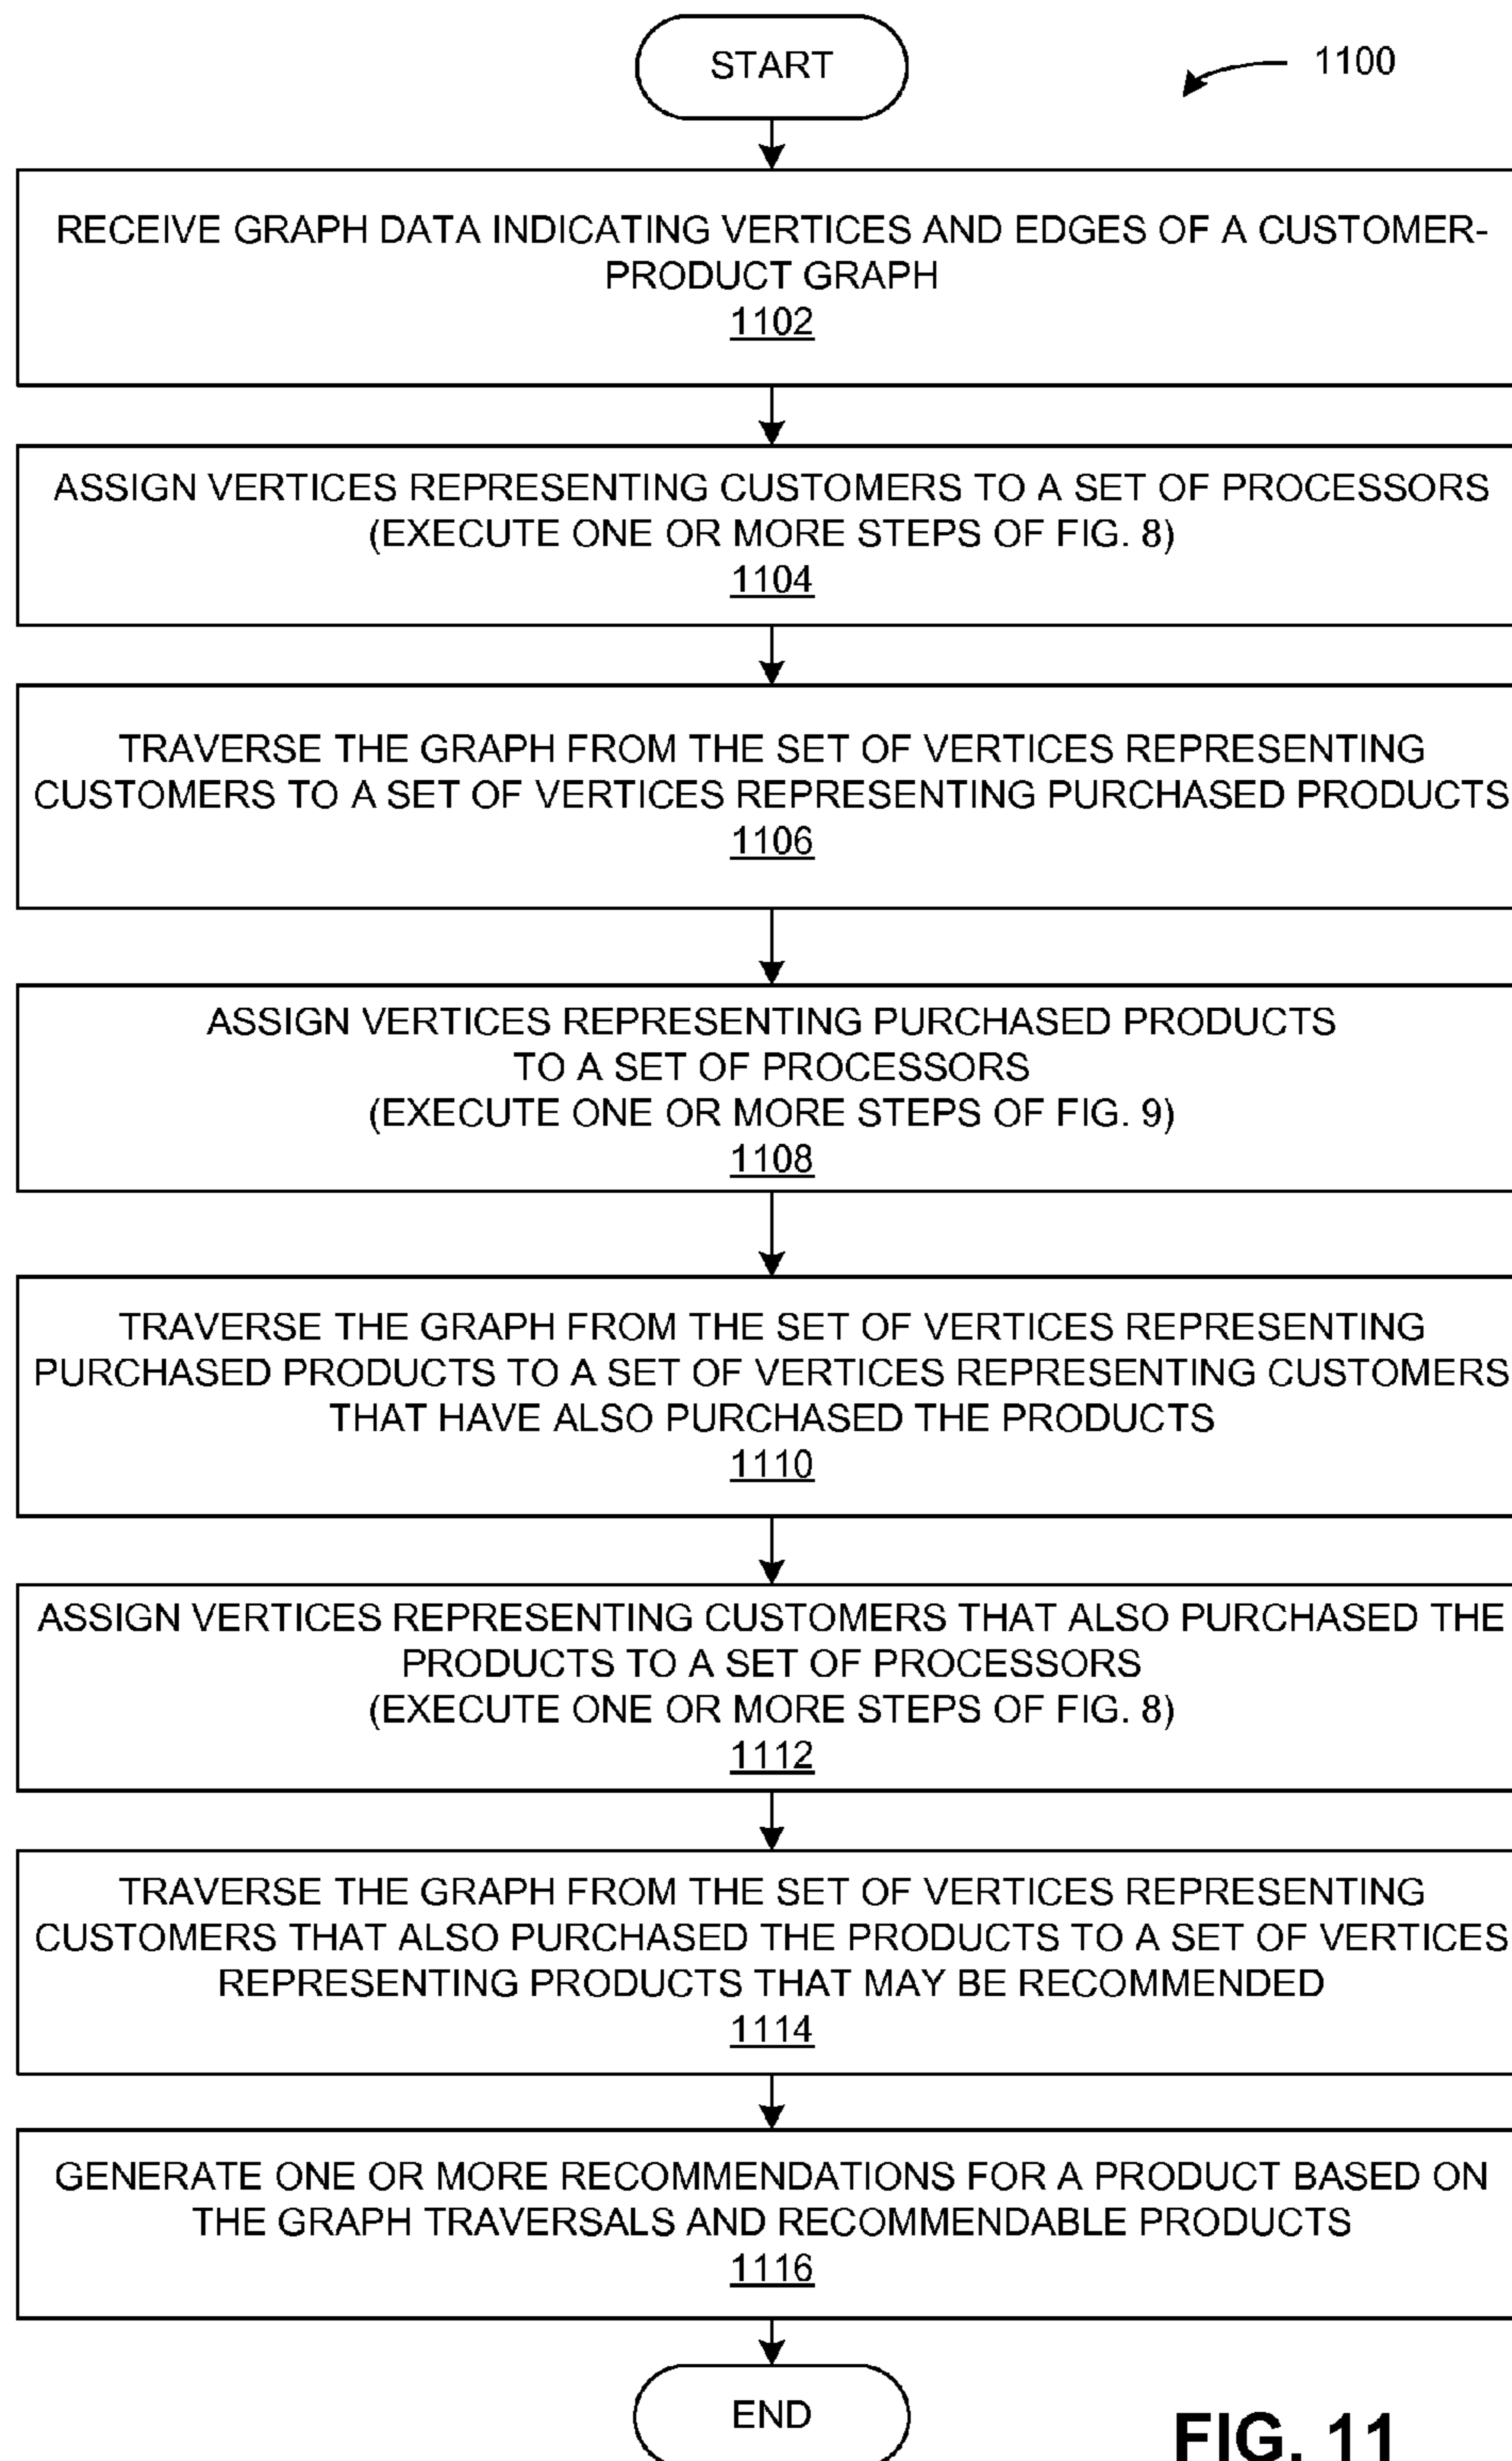 START
1100
RECEIVE GRAPH DATA INDICATING VERTICES AND EDGES OF A CUSTOMER-
PRODUCT GRAPH
1102
ASSIGN VERTICES REPRESENTING CUSTOMERS TO A SET OF PROCESSORS
(EXECUTE ONE OR MORE STEPS OF FIG. 8)
1104
TRAVERSE THE GRAPH FROM THE SET OF VERTICES REPRESENTING
CUSTOMERS TO A SET OF VERTICES REPRESENTING PURCHASED PRODUCTS
1106
ASSIGN VERTICES REPRESENTING PURCHASED PRODUCTS
TO A SET OF PROCESSORS
(EXECUTE ONE OR MORE STEPS OF FIG. 9)
1108
TRAVERSE THE GRAPH FROM THE SET OF VERTICES REPRESENTING
PURCHASED PRODUCTS TO A SET OF VERTICES REPRESENTING CUSTOMERS
THAT HAVE ALSO PURCHASED THE PRODUCTS
1110
ASSIGN VERTICES REPRESENTING CUSTOMERS THAT ALSO PURCHASED THE
PRODUCTS TO A SET OF PROCESSORS
(EXECUTE ONE OR MORE STEPS OF FIG. 8)
1112
TRAVERSE THE GRAPH FROM THE SET OF VERTICES REPRESENTING
CUSTOMERS THAT ALSO PURCHASED THE PRODUCTS TO A SET OF VERTICES
REPRESENTING PRODUCTS THAT MAY BE RECOMMENDED
1114
GENERATE ONE OR MORE RECOMMENDATIONS FOR A PRODUCT BASED ON
THE GRAPH TRAVERSALS AND RECOMMENDABLE PRODUCTS
1116
END
FIG. 11